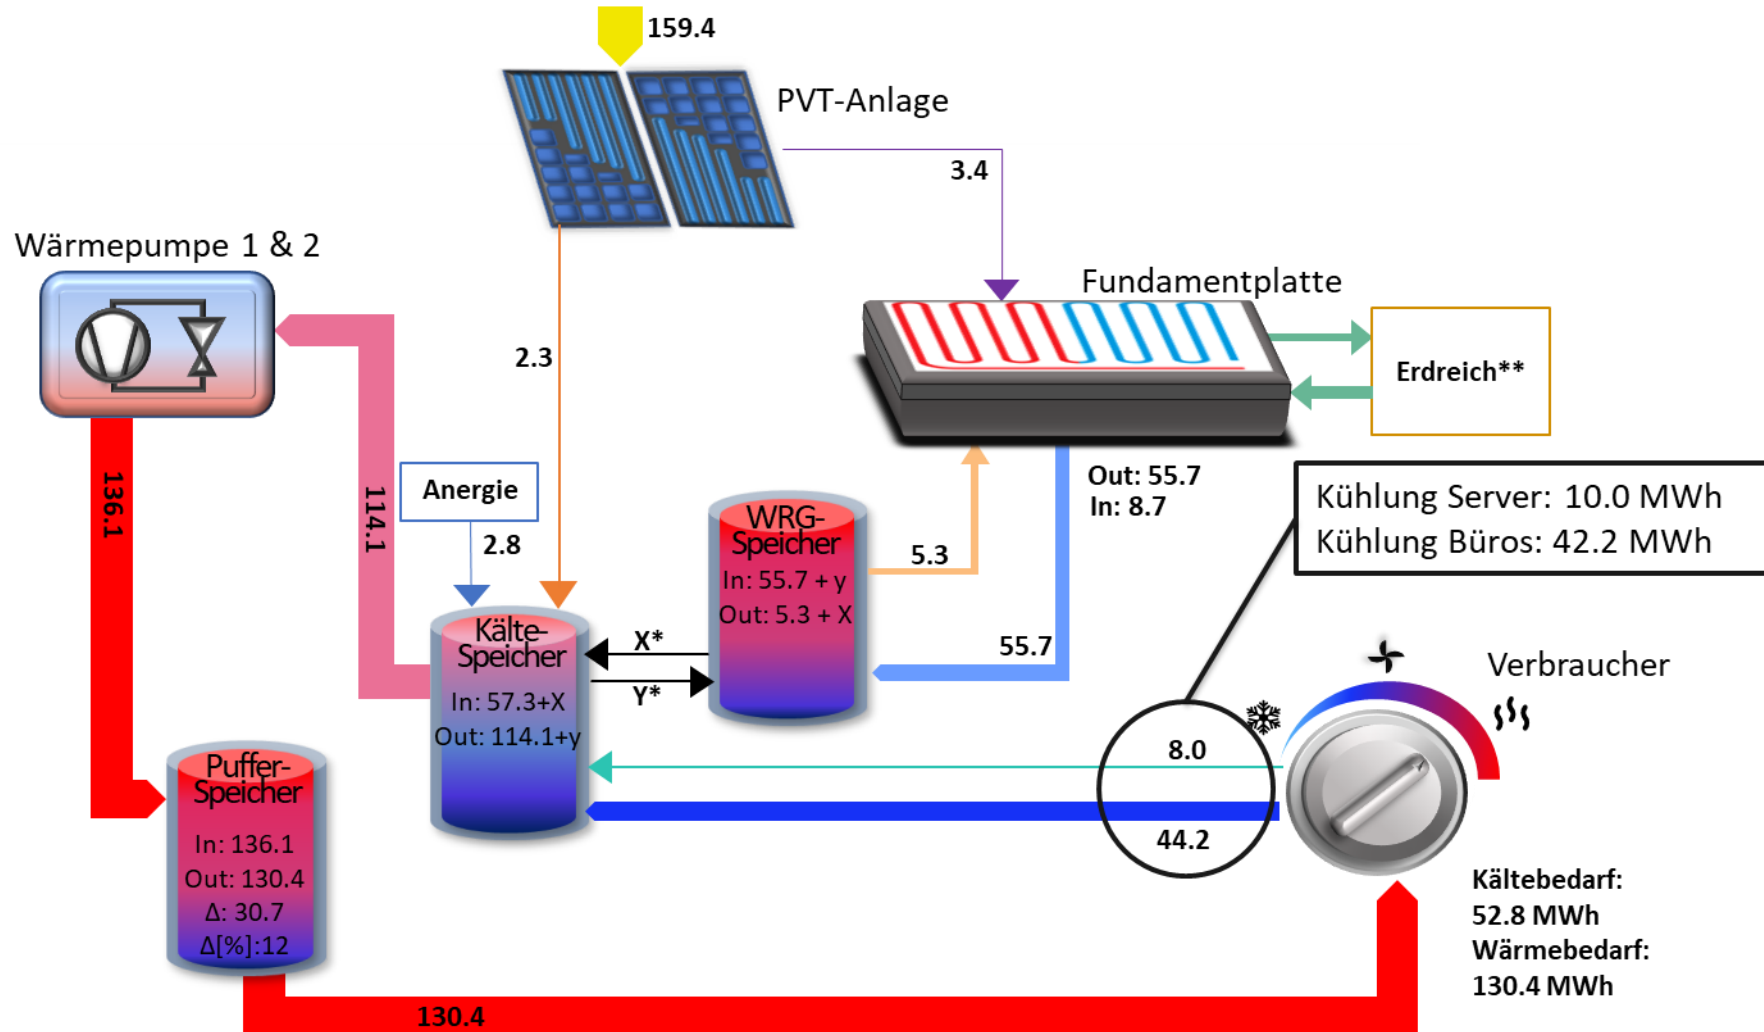 159.4
PVT-Anlage
3.4
Wärmepumpe 1 & 2
Fundamentplatte
2.3
Erdreich**
136.1
114.1
Anergie
2.8
Out: 55.7
In: 8.7
Kühlung Server: 10.0 MWh
Kühlung Büros: 42.2 MWh
WRG-
Speicher
In: 55.7 + y
Out: 5.3 + X
5.3
55.7
Kälte-
Speicher
In: 57.3+X
Out: 114.1+y
X*
Y*
Verbraucher
8.0
44.2
Puffer-
Speicher
In: 136.1
Out: 130.4
Δ: 30.7
Δ[%]:12
Kältebedarf:
52.8 MWh
Wärmebedarf:
130.4 MWh
130.4